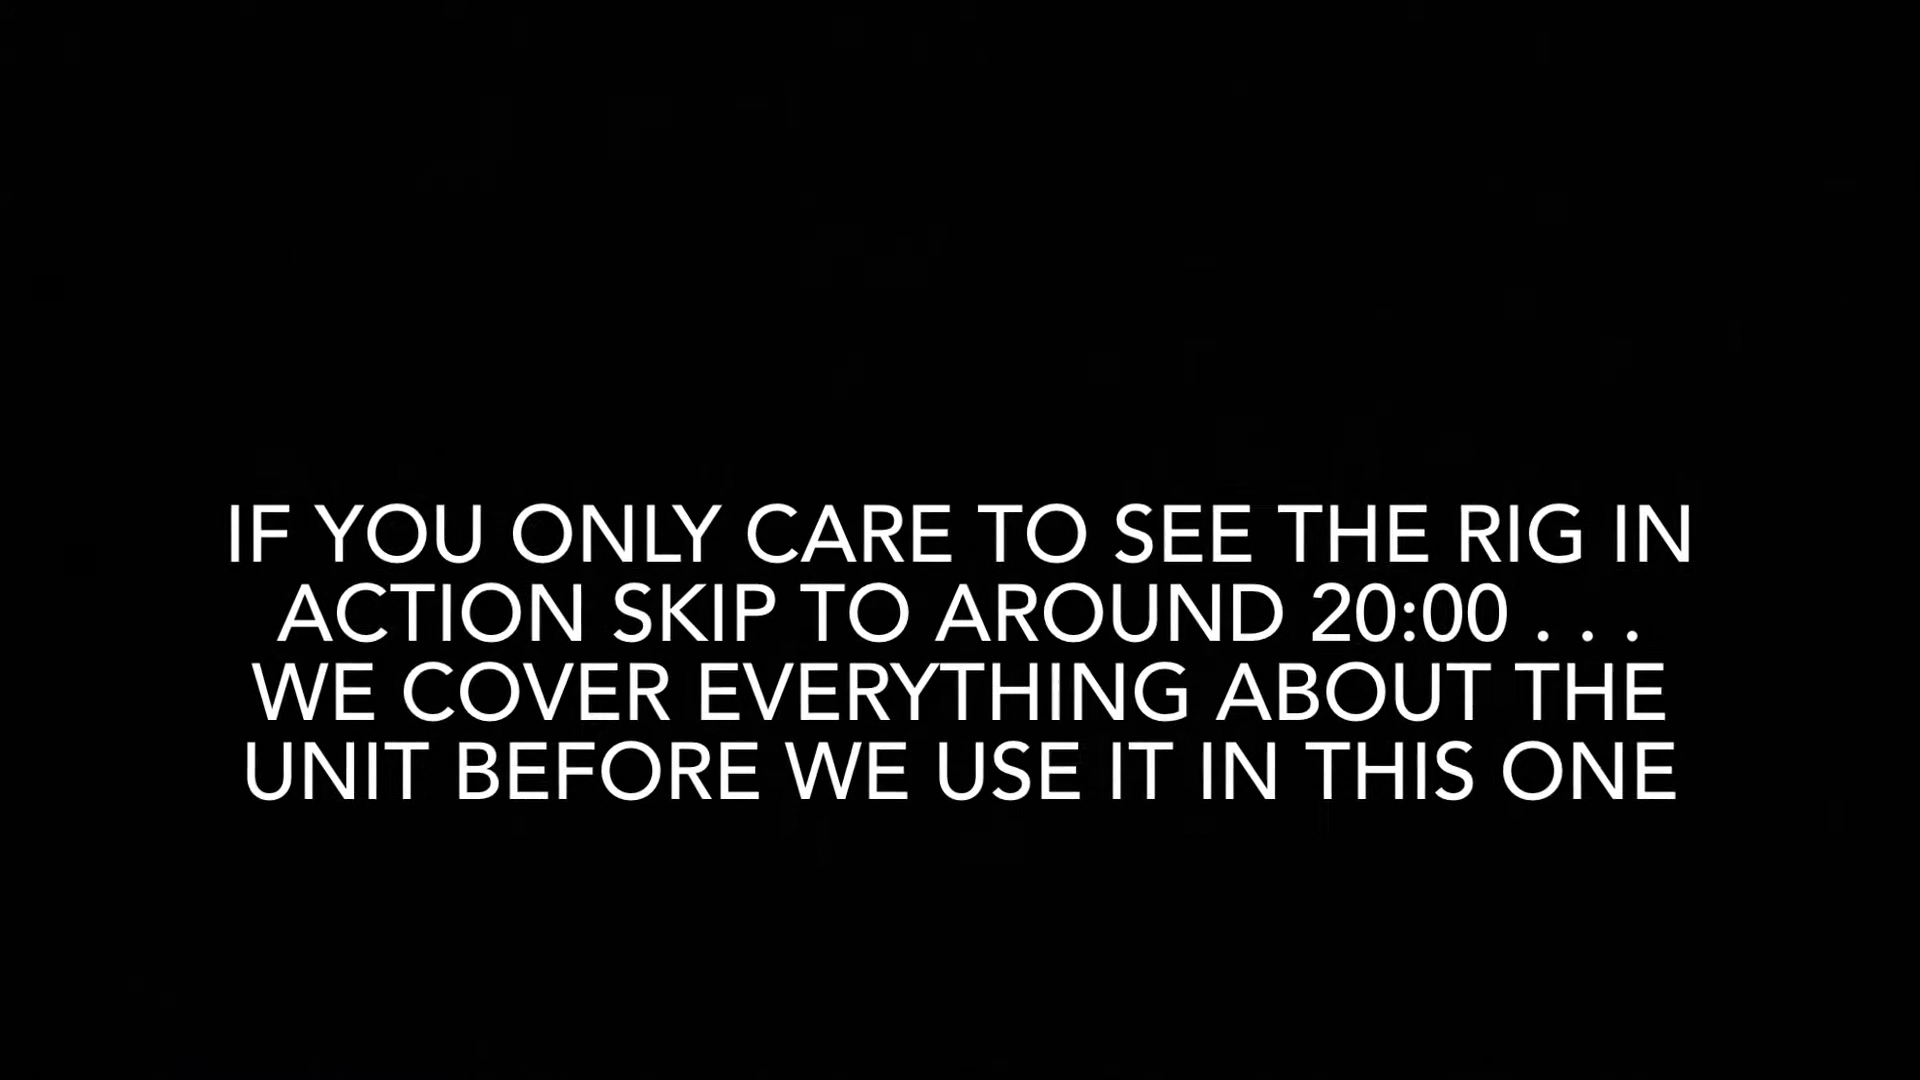 IF YOU ONLY CARE TO SEE THE RIG IN
ACTION SKIP TO AROUND 20:00 . . .
WE COVER EVERYTHING ABOUT THE
UNIT BEFORE WE USE IT IN THIS ONE